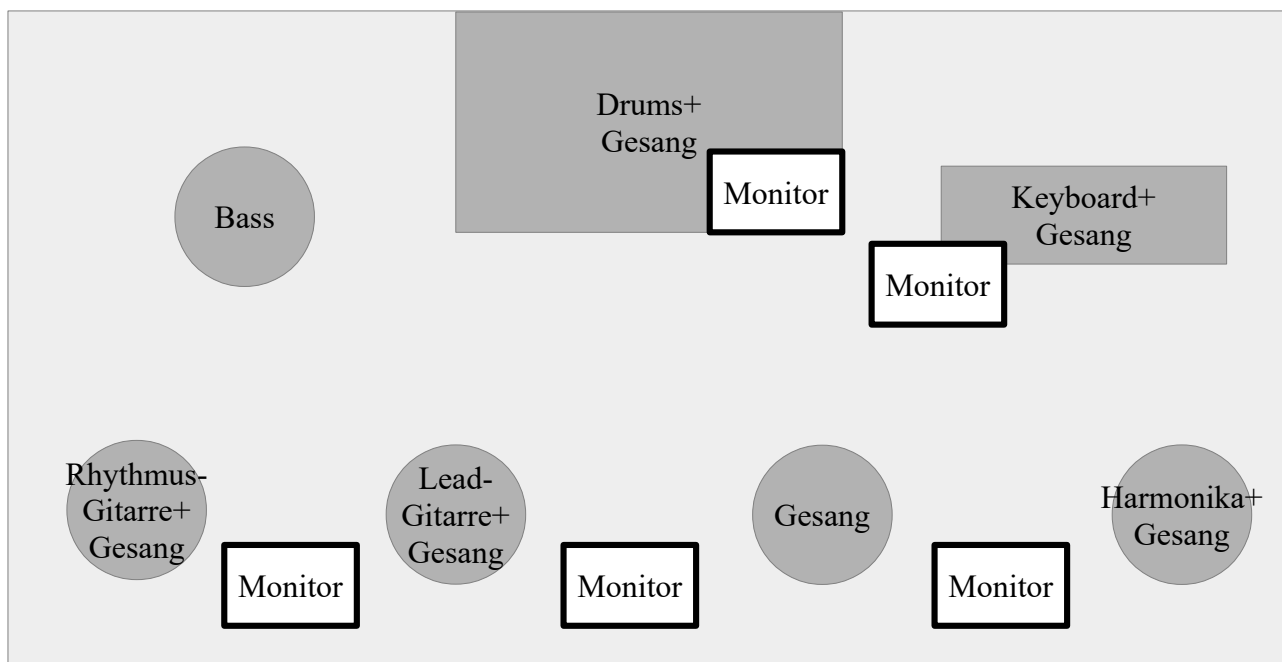 Drums+
Gesang
Monitor
Bass
Keyboard+
Gesang
Monitor
Rhythmus-
Gitarre+
Gesang
Monitor
Lead-
Gitarre+
Gesang
Monitor
Gesang
Monitor
Harmonika+
Gesang